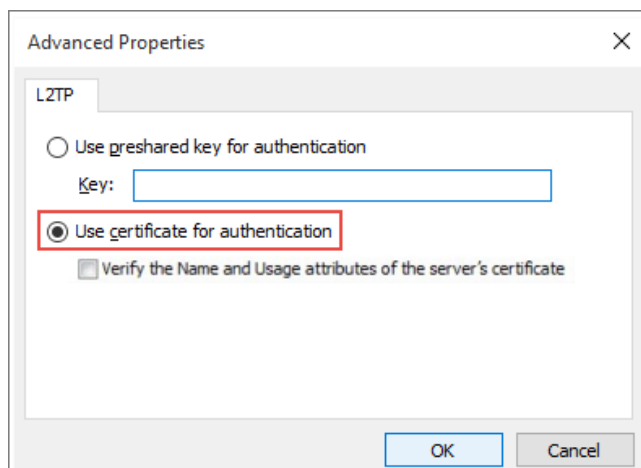 Advanced Properties
L2TP
Use preshared key for authentication
Key:
Use certificate for authentication
Verify the Name and Usage attributes of the server's certificate
OK
Cancel